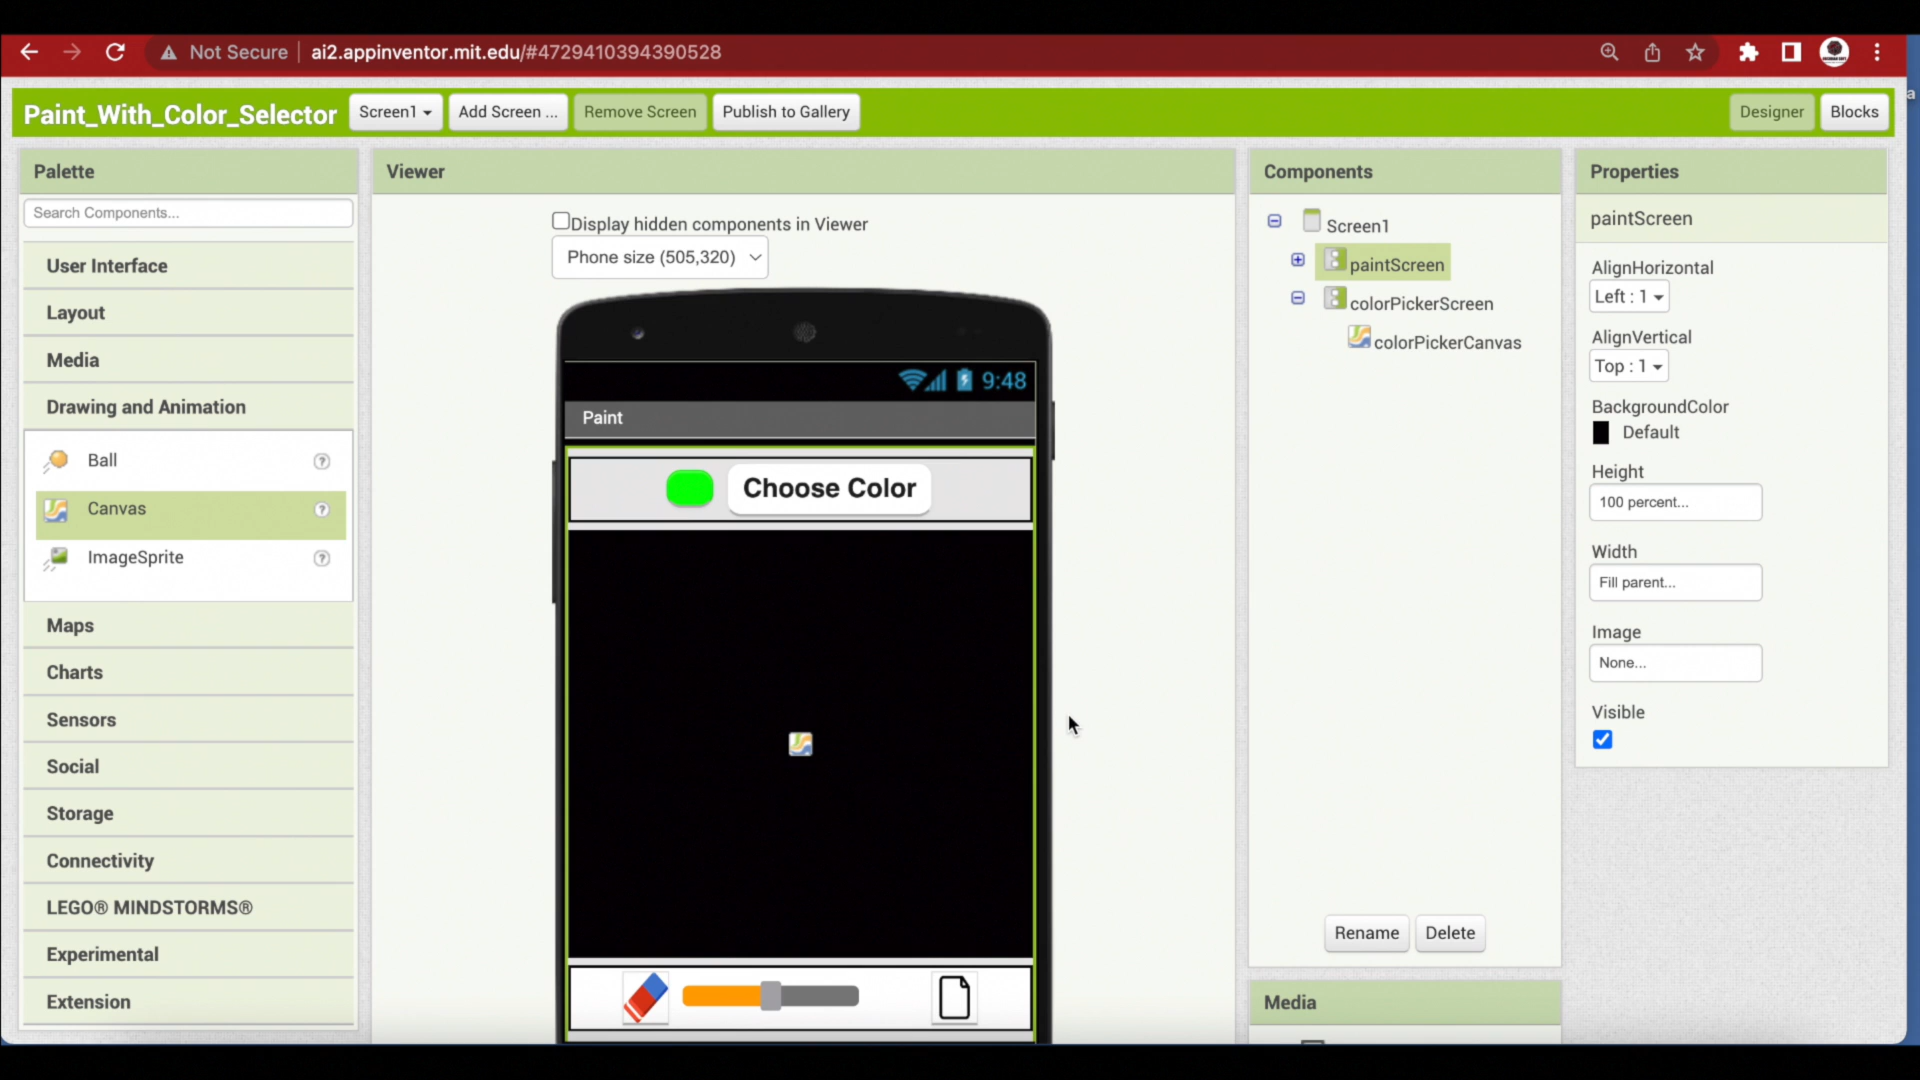 Not Secure | ai2.appinventor.mit.edu/#4729410394390528
Paint_With_Color_Selector
Screen1
Add Screen ...
Remove Screen
Publish to Gallery
Designer
Blocks
Palette
Search Components...
User Interface
Layout
Media
Drawing and Animation
Ball
Canvas
ImageSprite
Maps
Charts
Sensors
Social
Storage
Connectivity
LEGO® MINDSTORMS®
Experimental
Extension
Viewer
Display hidden components in Viewer
Phone size (505,320)
9:48
Paint
Choose Color
Components
Screen1
paintScreen
colorPickerScreen
colorPickerCanvas
Rename
Delete
Media
Properties
paintScreen
AlignHorizontal
Left : 1
AlignVertical
Top : 1
BackgroundColor
Default
Height
100 percent...
Width
Fill parent...
Image
None...
Visible